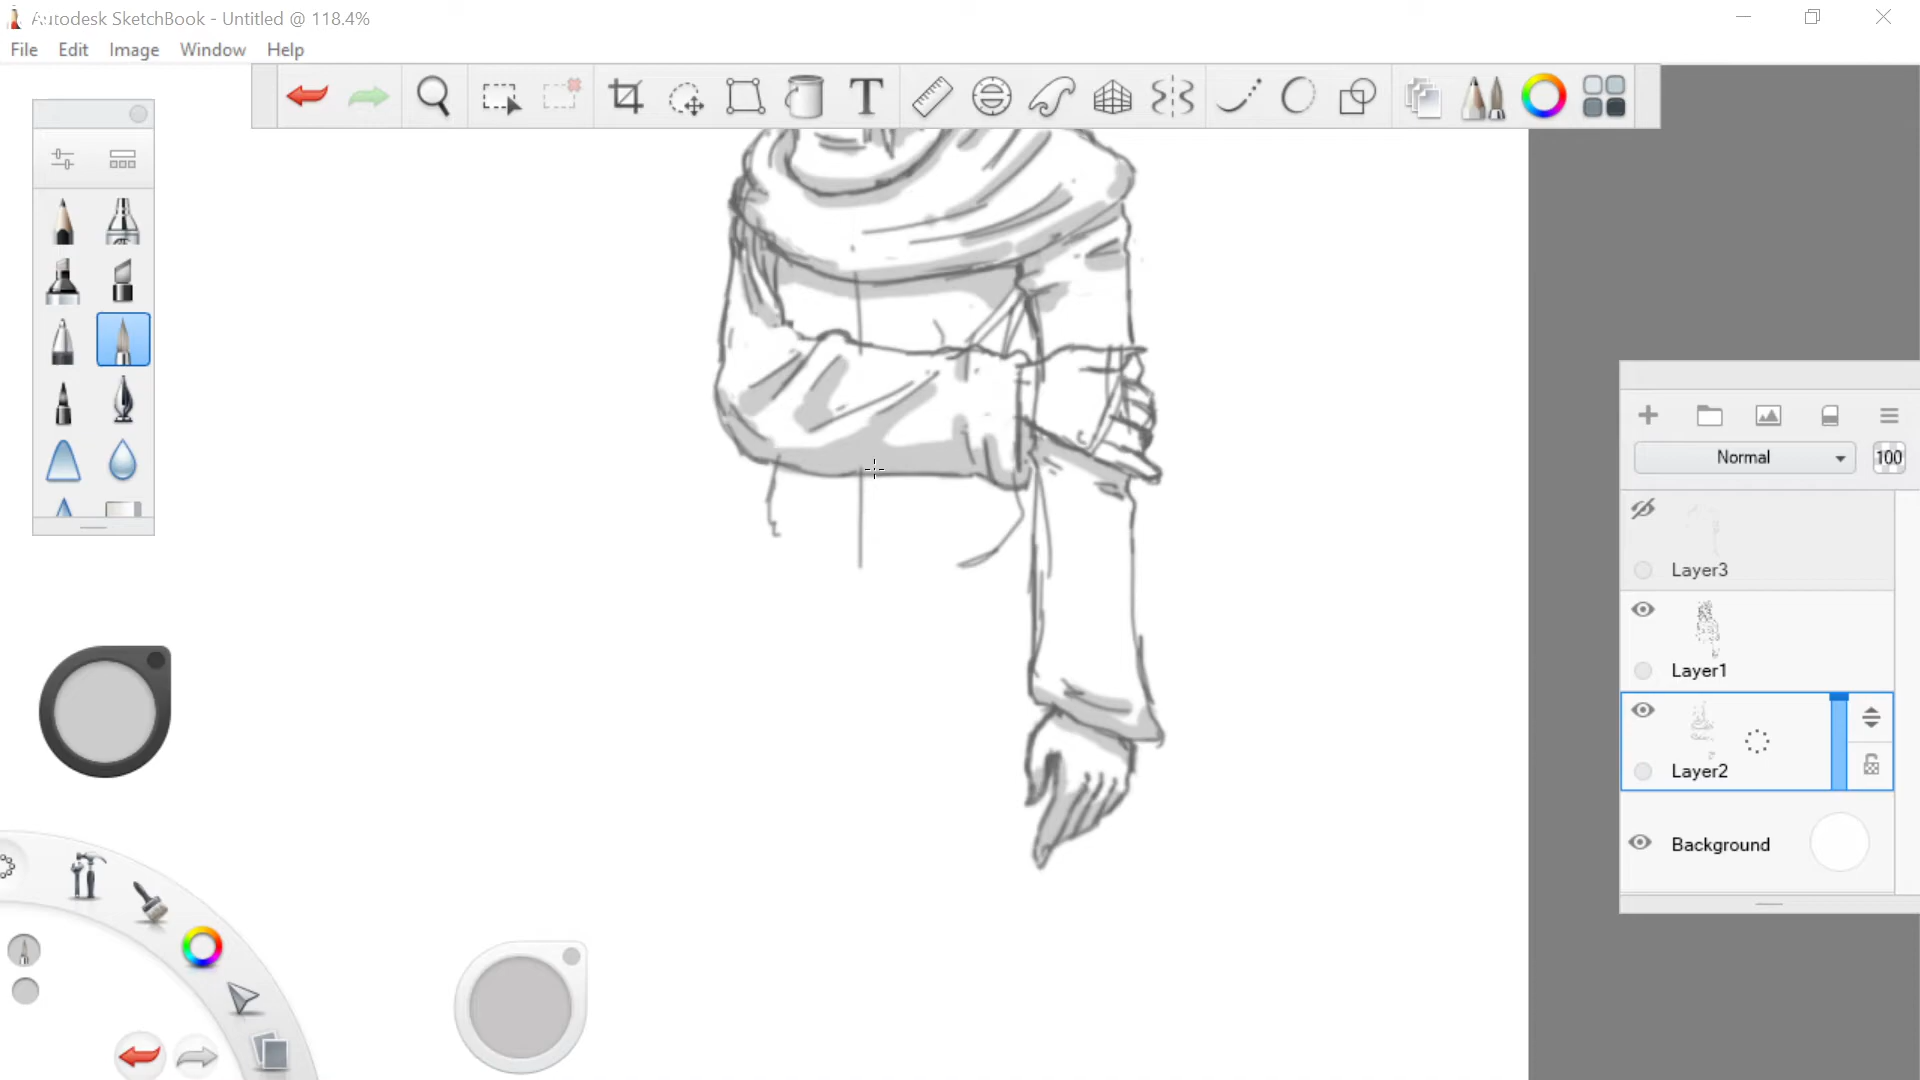 Autodesk SketchBook - Untitled @ 118.4%
File Edit Image Window Help
T
Normal 100
Layer3
Layer1
Layer2
Background